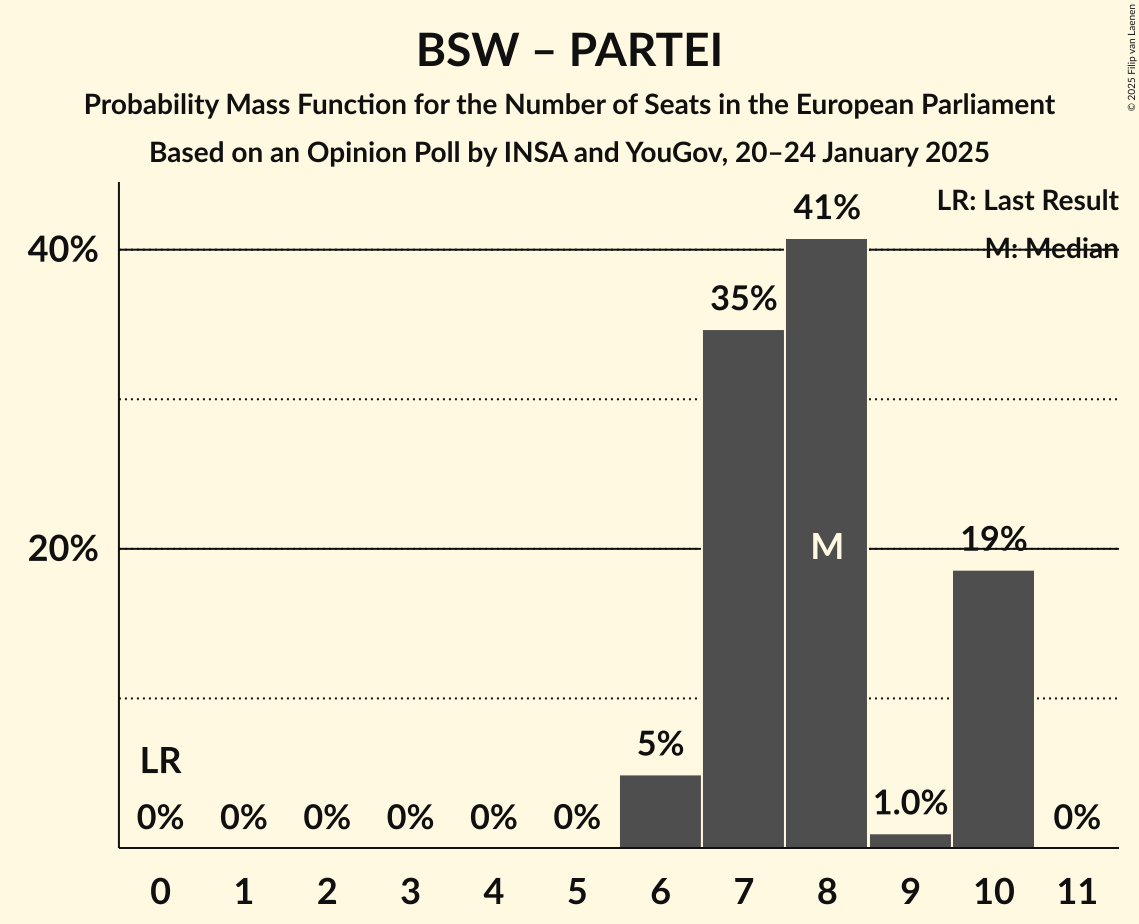 BSW – PARTEI
Probability Mass Function for the Number of Seats in the European Parliament
Based on an Opinion Poll by INSA and YouGov, 20–24 January 2025
© 2025 Filip van Laenen
LR: Last Result
M: Median
40%
20%
LR
0%
0%
0%
0%
0%
0%
5%
35%
41%
M
1.0%
19%
0%
0 1 2 3 4 5 6 7 8 9 10 11